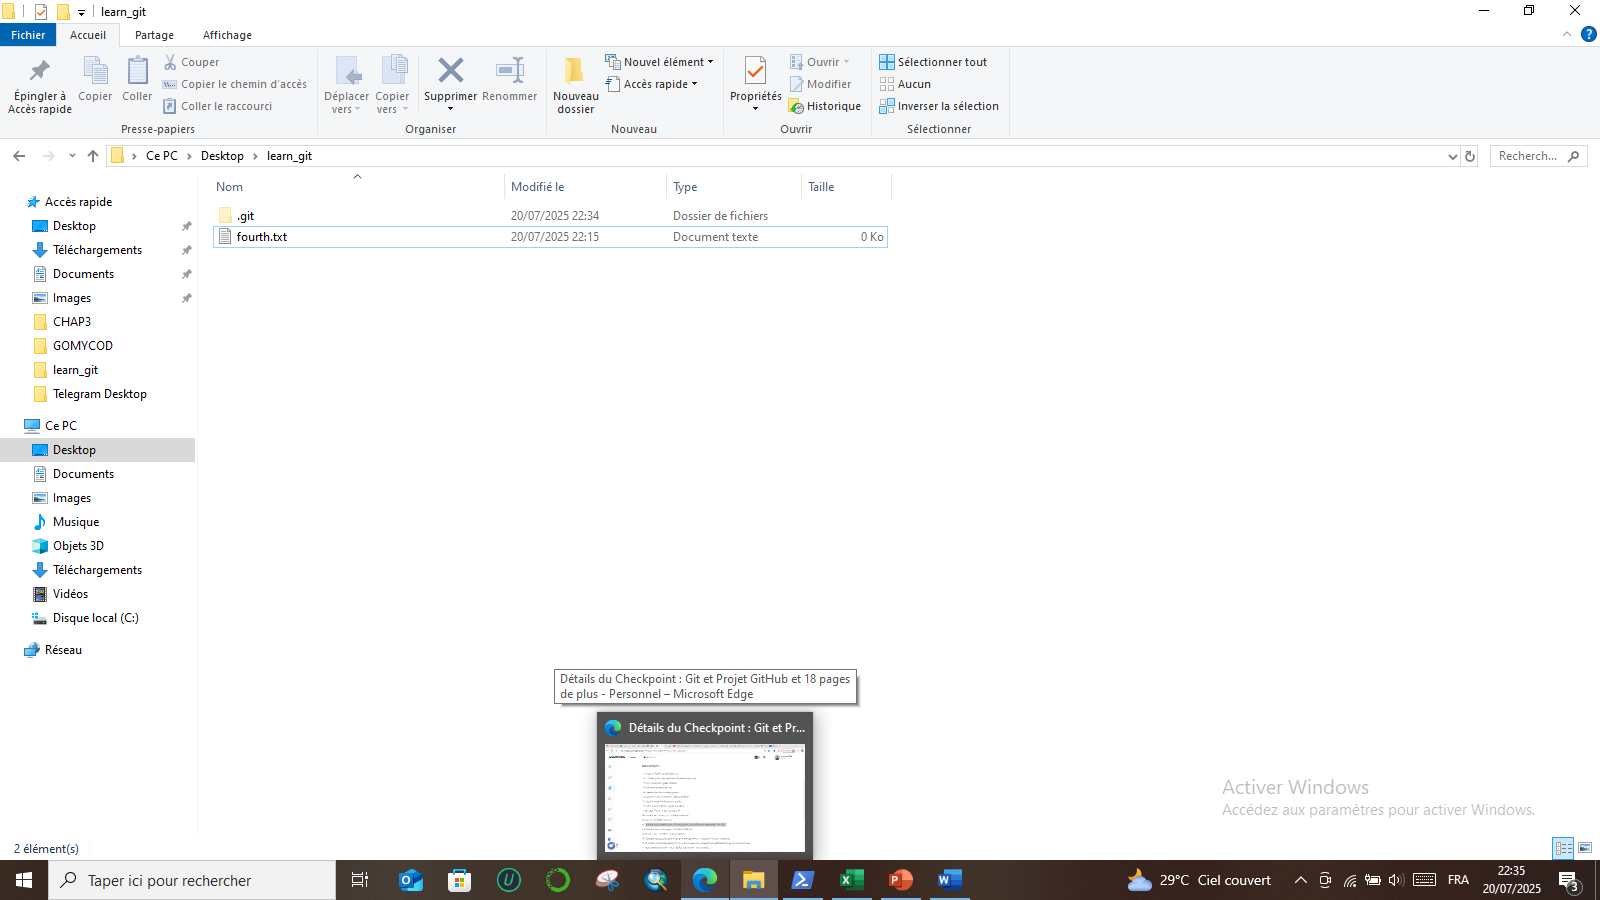 learn_git
Fichier
Accueil
Partage
Affichage
Épingler à
Accès rapide
Copier
Coller
Couper
Copier le chemin d'accès
Coller le raccourci
Presse-papiers
Déplacer
vers
Copier
vers
Supprimer
Renommer
Organiser
Nouveau
dossier
Nouvel élément
Accès rapide
Nouveau
Propriétés
Ouvrir
Modifier
Historique
Ouvrir
Sélectionner tout
Aucun
Inverser la sélection
Sélectionner
Ce PC > Desktop > learn_git
Recherch...
Nom
Modifié le
Type
Taille
.git
20/07/2025 22:34
Dossier de fichiers
fourth.txt
20/07/2025 22:15
Document texte
0 Ko
Accès rapide
Desktop
Téléchargements
Documents
Images
CHAP3
GOMYCOD
learn_git
Telegram Desktop
Ce PC
Desktop
Documents
Images
Musique
Objets 3D
Téléchargements
Vidéos
Disque local (C:)
Réseau
Détails du Checkpoint : Git et Projet GitHub et 18 pages
de plus - Personnel – Microsoft Edge
Détails du Checkpoint : Git et Pr...
Activer Windows
Accédez aux paramètres pour activer Windows.
2 élément(s)
Taper ici pour rechercher
29°C Ciel couvert
FRA
22:35
20/07/2025
3